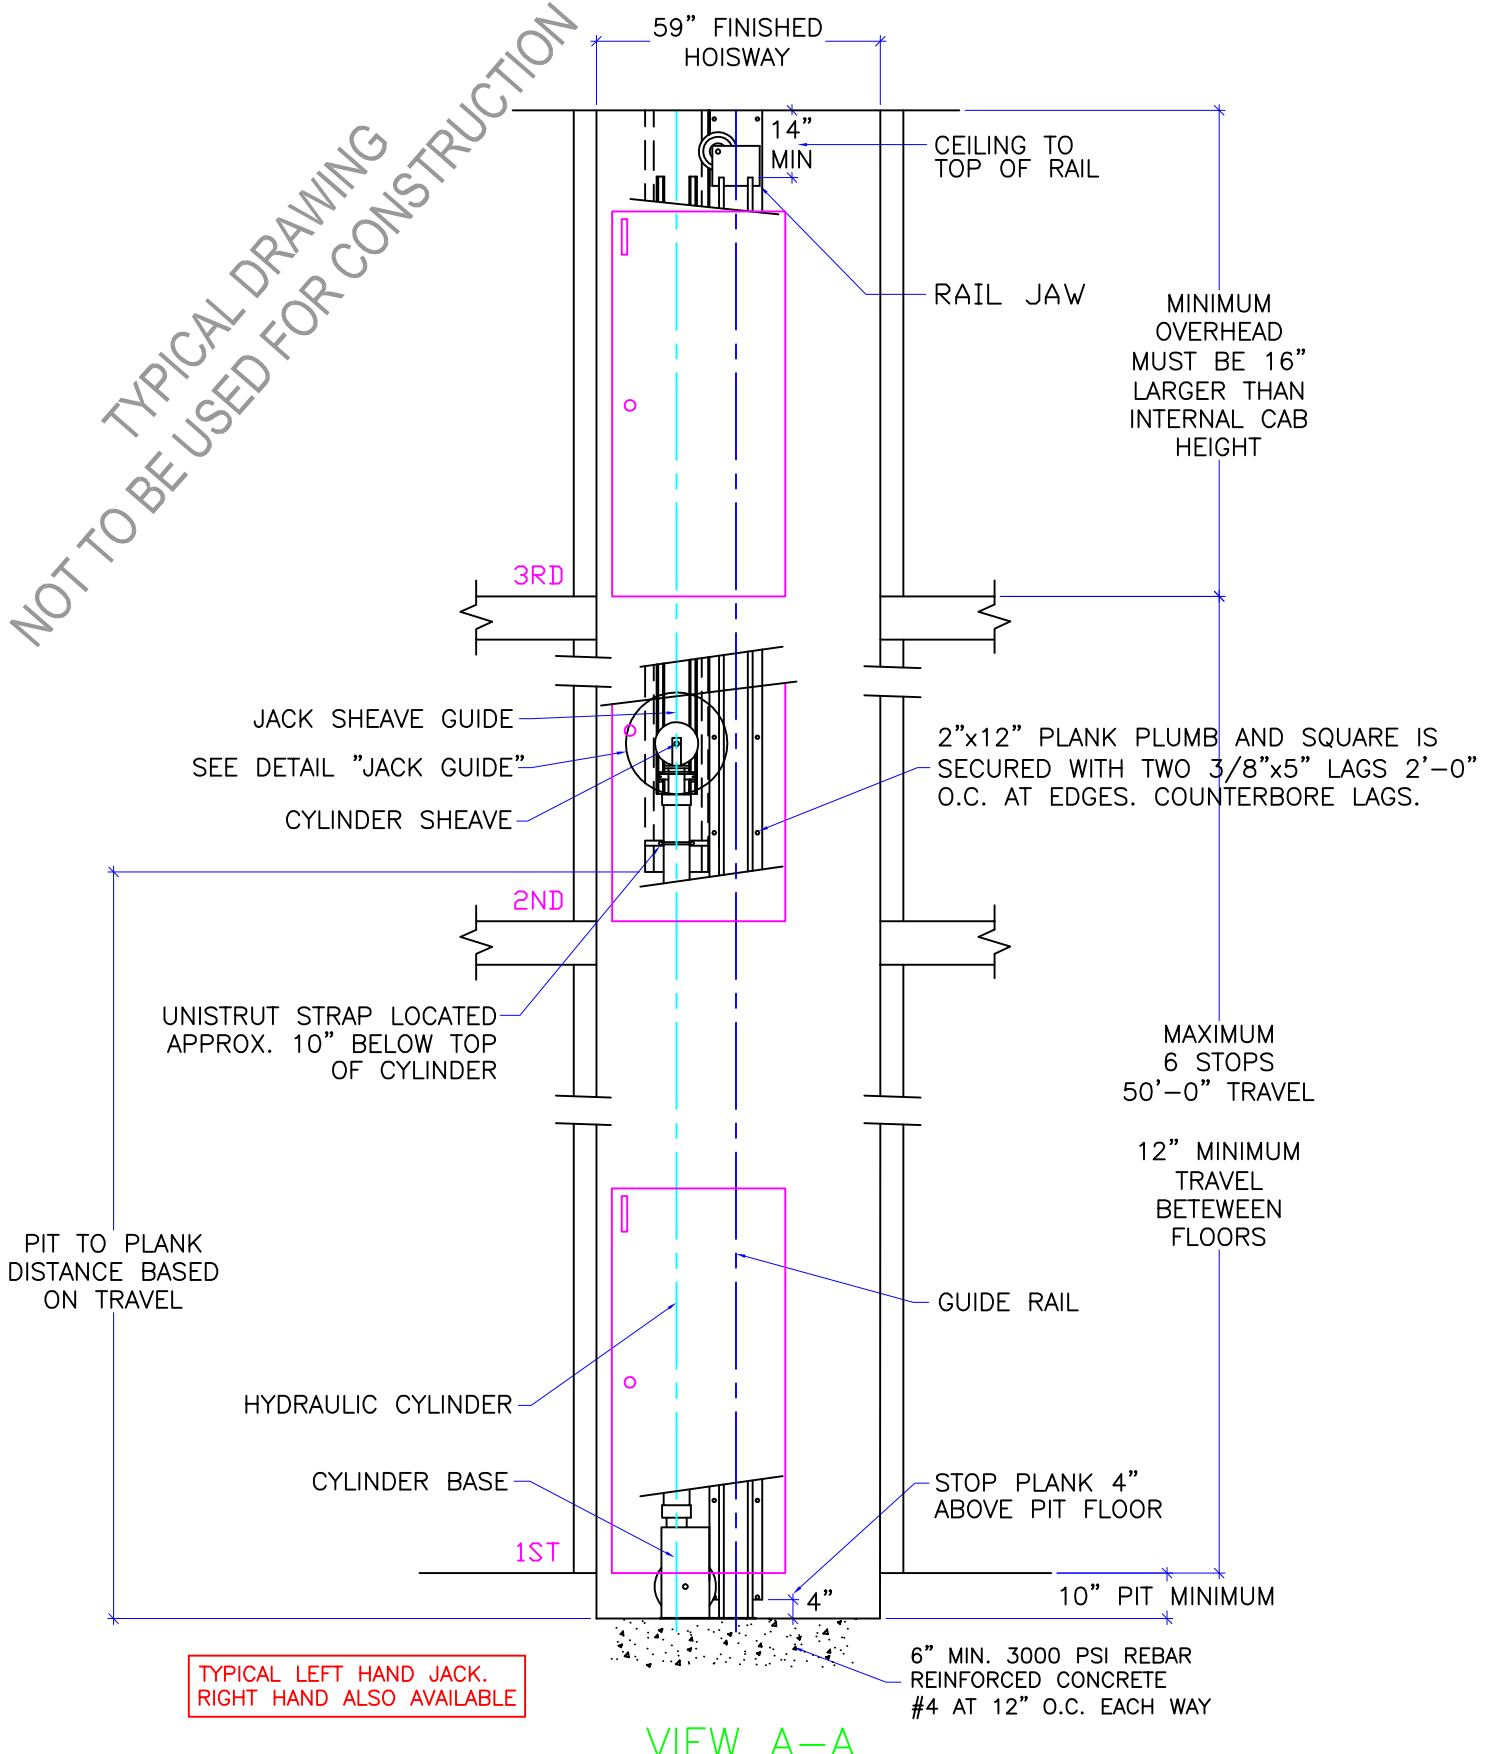 59” FINISHED
HOISWAY
TYPICAL DRAWING
NOT TO BE USED FOR CONSTRUCTION
14”
MIN
CEILING TO
TOP OF RAIL
RAIL JAW
MINIMUM
OVERHEAD
MUST BE 16”
LARGER THAN
INTERNAL CAB
HEIGHT
3RD
JACK SHEAVE GUIDE
SEE DETAIL ”JACK GUIDE”
CYLINDER SHEAVE
2”x12” PLANK PLUMB AND SQUARE IS
SECURED WITH TWO 3/8”x5” LAGS 2’-0”
O.C. AT EDGES. COUNTERBORE LAGS.
2ND
UNISTRUT STRAP LOCATED
APPROX. 10” BELOW TOP
OF CYLINDER
MAXIMUM
6 STOPS
50’-0” TRAVEL
12” MINIMUM
TRAVEL
BETEWEEN
FLOORS
PIT TO PLANK
DISTANCE BASED
ON TRAVEL
GUIDE RAIL
HYDRAULIC CYLINDER
CYLINDER BASE
STOP PLANK 4”
ABOVE PIT FLOOR
1ST
4”
10” PIT MINIMUM
6” MIN. 3000 PSI REBAR
REINFORCED CONCRETE
#4 AT 12” O.C. EACH WAY
TYPICAL LEFT HAND JACK.
RIGHT HAND ALSO AVAILABLE
VIEW A-A